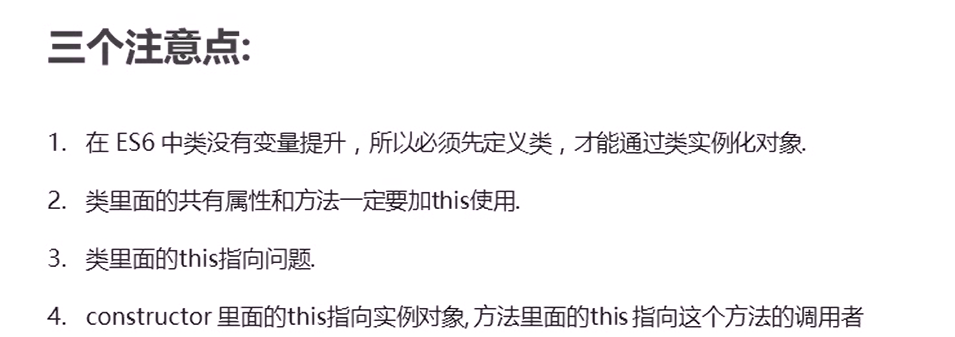 三个注意点:
1. 在 ES6 中类没有变量提升，所以必须先定义类，才能通过类实例化对象.
2. 类里面的共有属性和方法一定要加this使用.
3. 类里面的this指向问题.
4. constructor 里面的this指向实例对象, 方法里面的this 指向这个方法的调用者